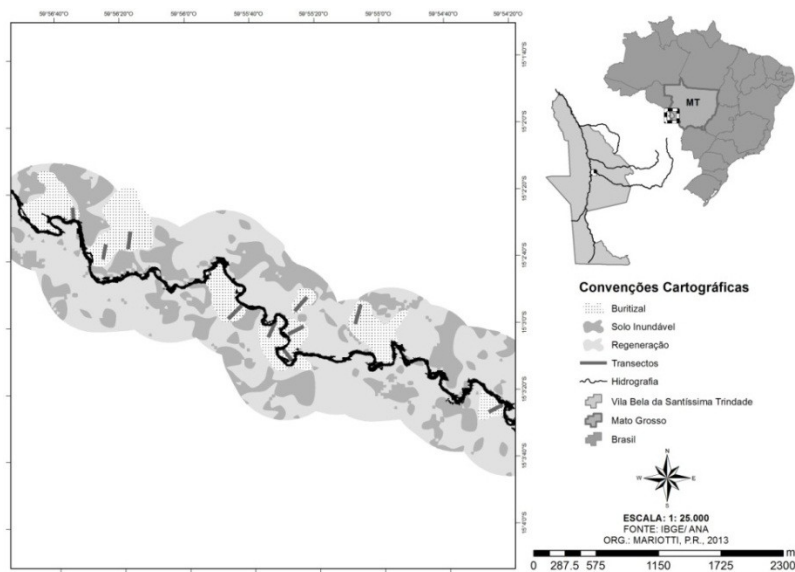 59°56'40"O 59°56'20"O 59°56'0"O 59°55'40"O 59°55'20"O 59°55'0"O 59°54'40"O 59°54'20"O
15°1'40"S
15°2'0"S
15°2'20"S
15°2'40"S
15°3'0"S
15°3'20"S
15°3'40"S
15°4'0"S
MT
Convenções Cartográficas
Buritizal
Solo Inundável
Regeneração
Transectos
Hidrografia
Vila Bela da Santíssima Trindade
Mato Grosso
Brasil
N
W E
S
ESCALA: 1: 25.000
FONTE: IBGE/ ANA
ORG.: MARIOTTI, P.R., 2013
m
0 287.5 575 1150 1725 2300